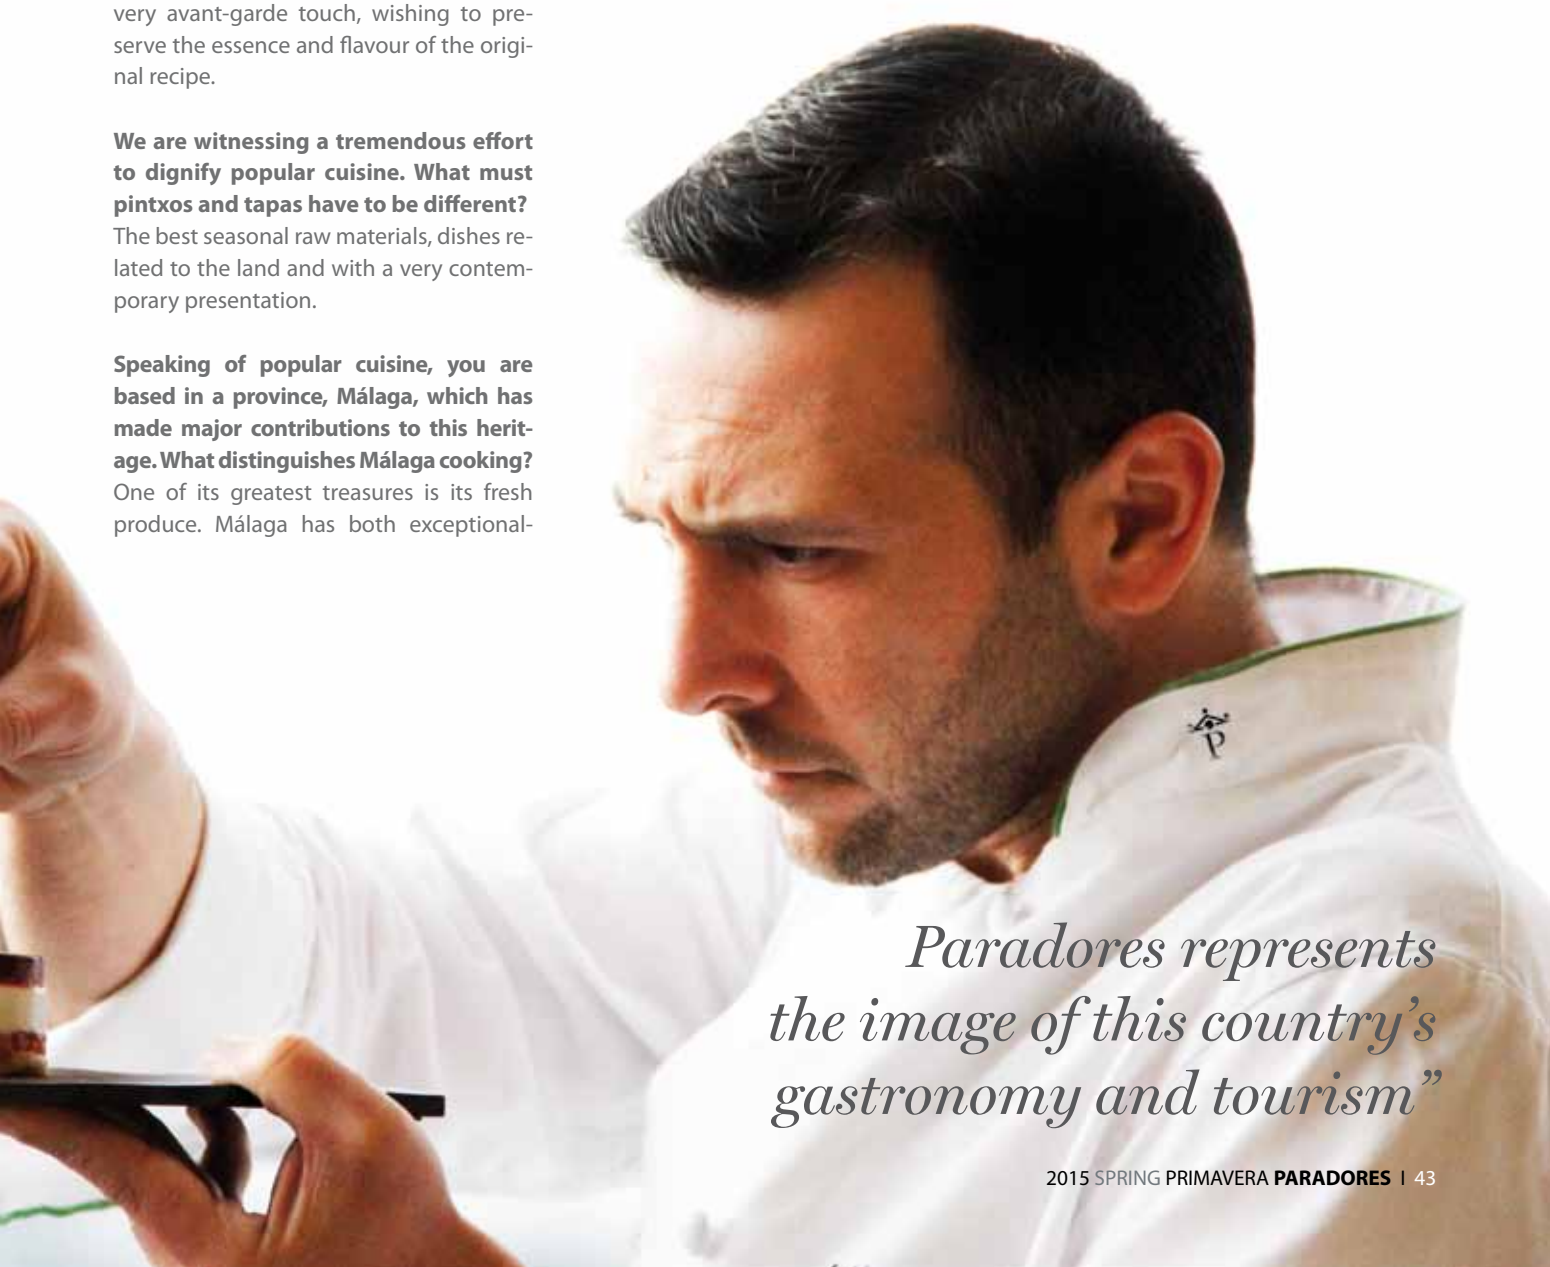 very avant-garde touch, wishing to pre-
serve the essence and flavour of the origi-
nal recipe.
We are witnessing a tremendous effort
to dignify popular cuisine. What must
pintxos and tapas have to be different?
The best seasonal raw materials, dishes re-
lated to the land and with a very contem-
porary presentation.
Speaking of popular cuisine, you are
based in a province, Málaga, which has
made major contributions to this herit-
age. What distinguishes Málaga cooking?
One of its greatest treasures is its fresh
produce. Málaga has both exceptional-
P
Paradores represents
the image of this country’s
gastronomy and tourism”
2015 SPRING PRIMAVERA PARADORES I 43